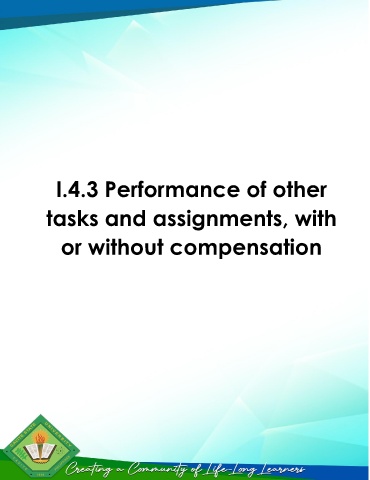 I.4.3 Performance of other
tasks and assignments, with
or without compensation
Creating a Community of Life-Long Learners